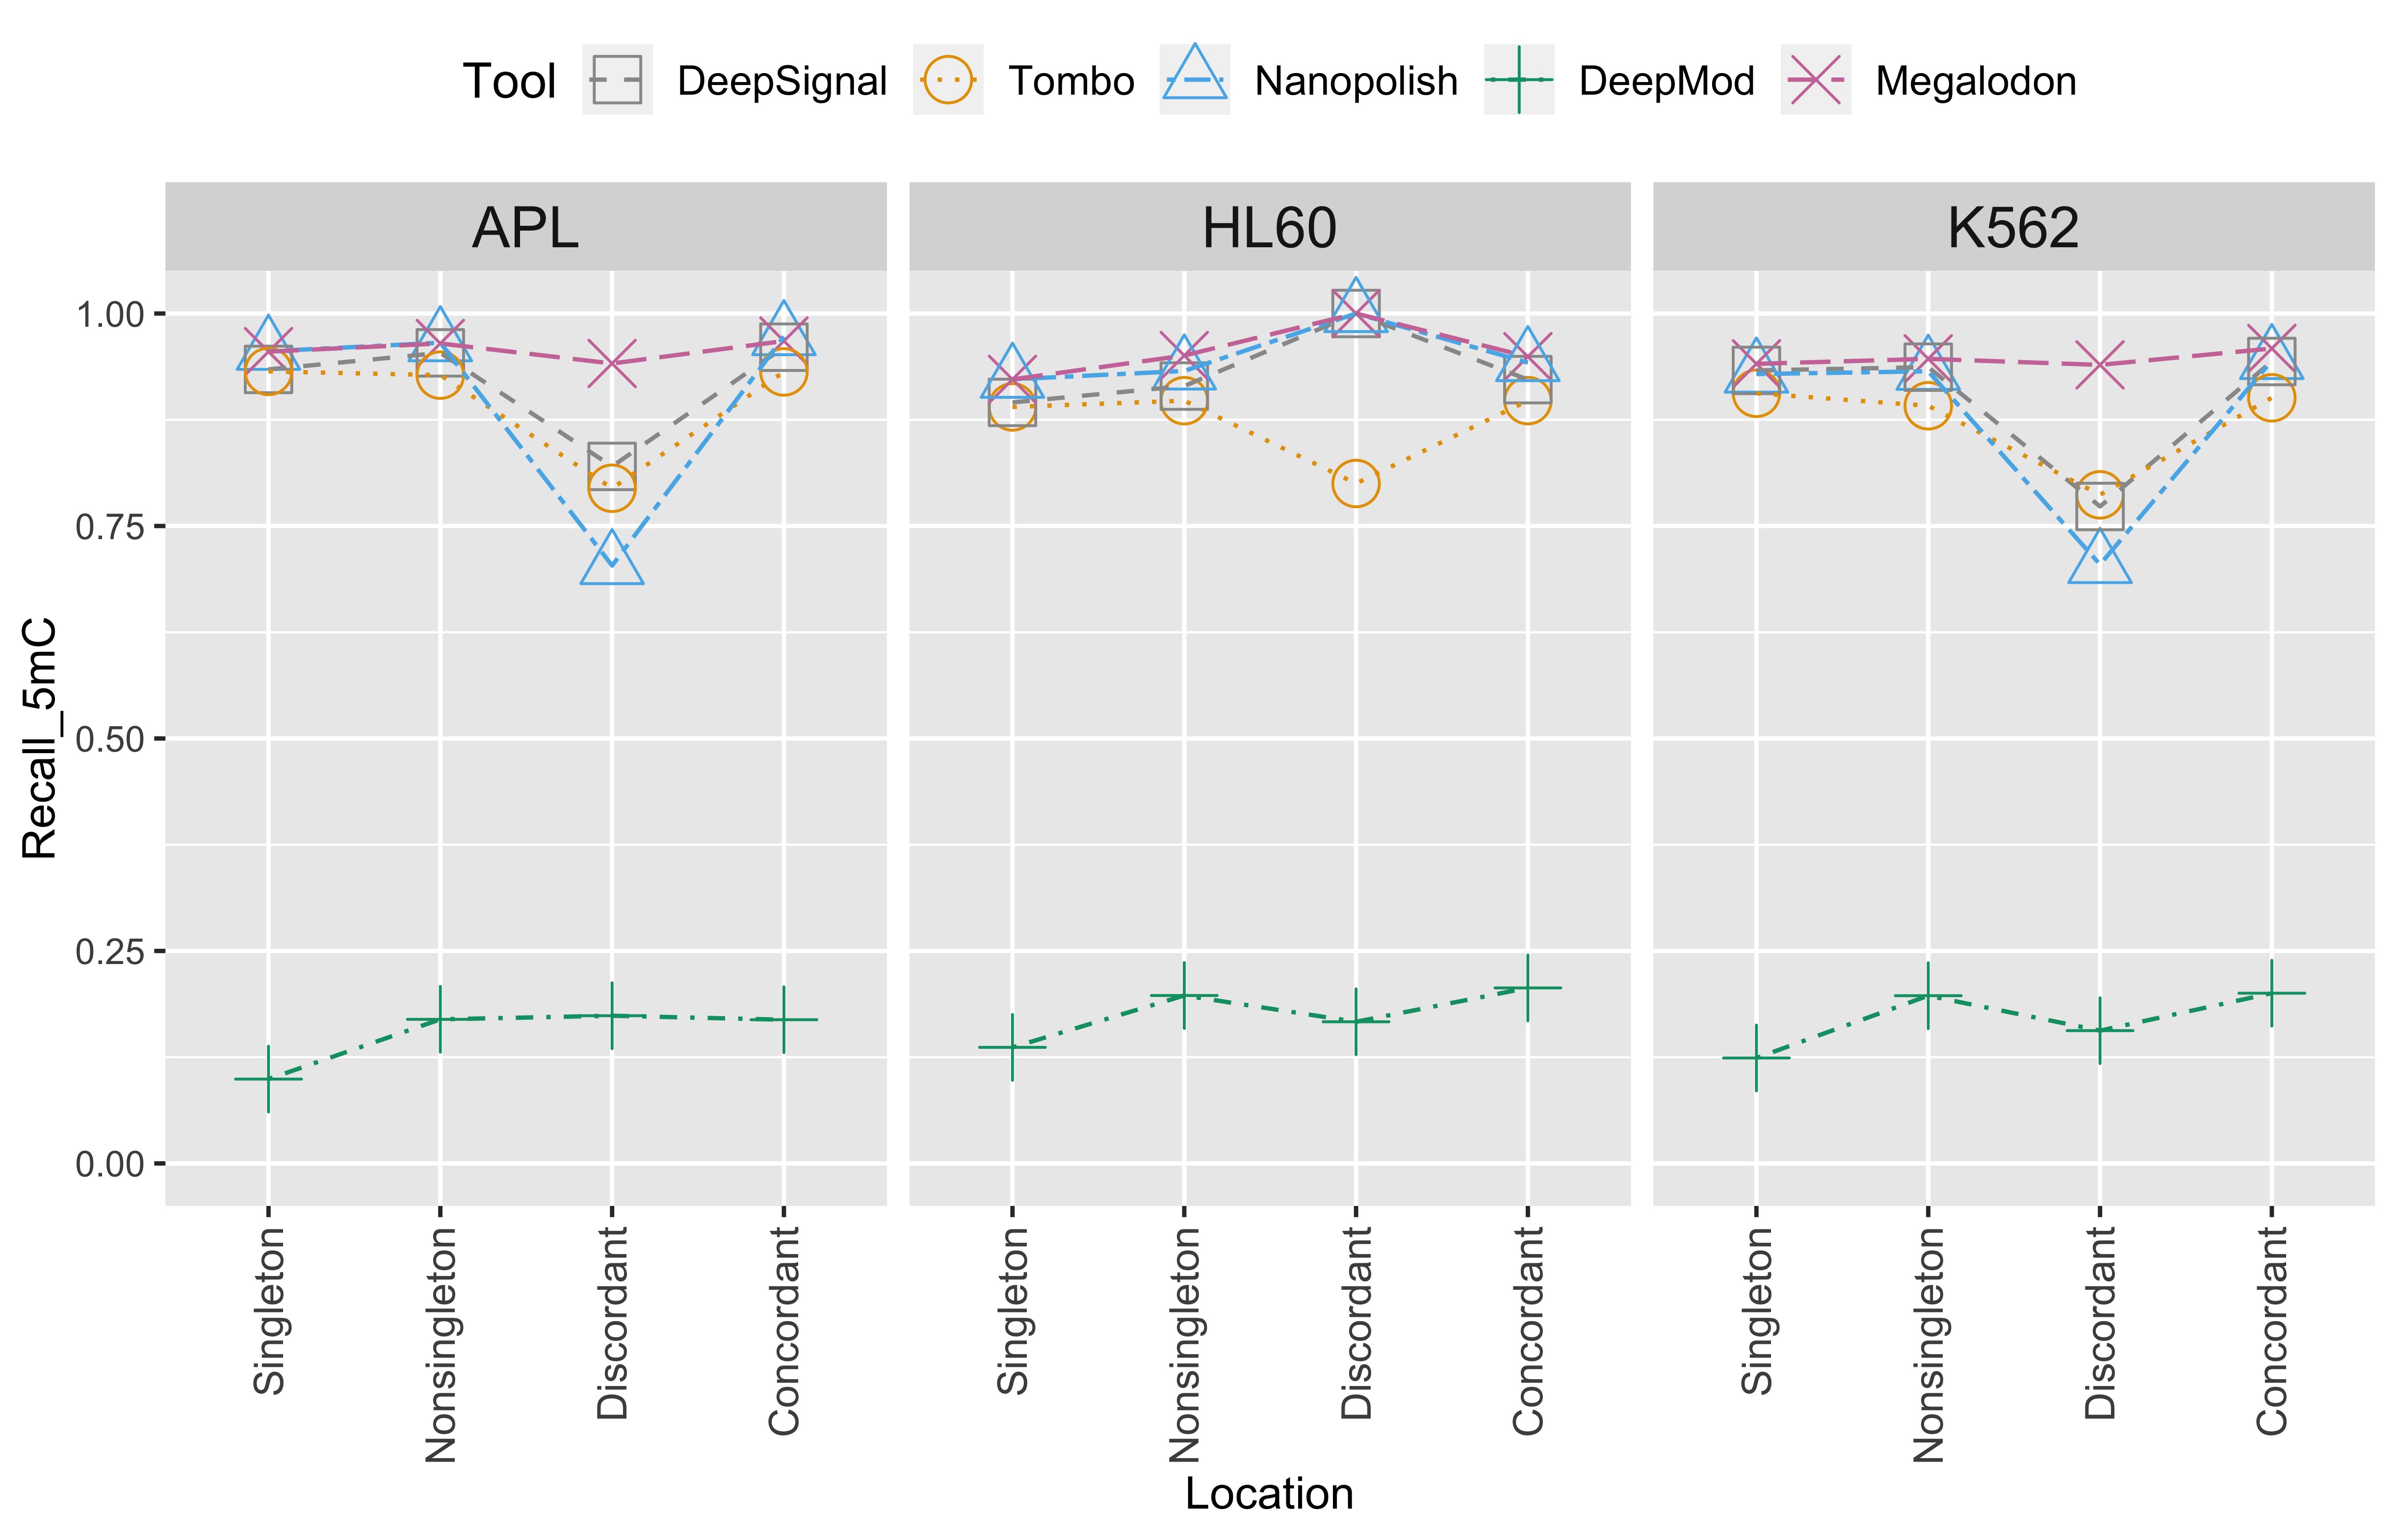 Tool DeepSignal Tombo Nanopolish DeepMod Megalodon
APL HL60 K562
Recall_5mC
1.00
0.75
0.50
0.25
0.00
Singleton Nonsingleton Discordant Concordant Singleton Nonsingleton Discordant Concordant Singleton Nonsingleton Discordant Concordant
Location